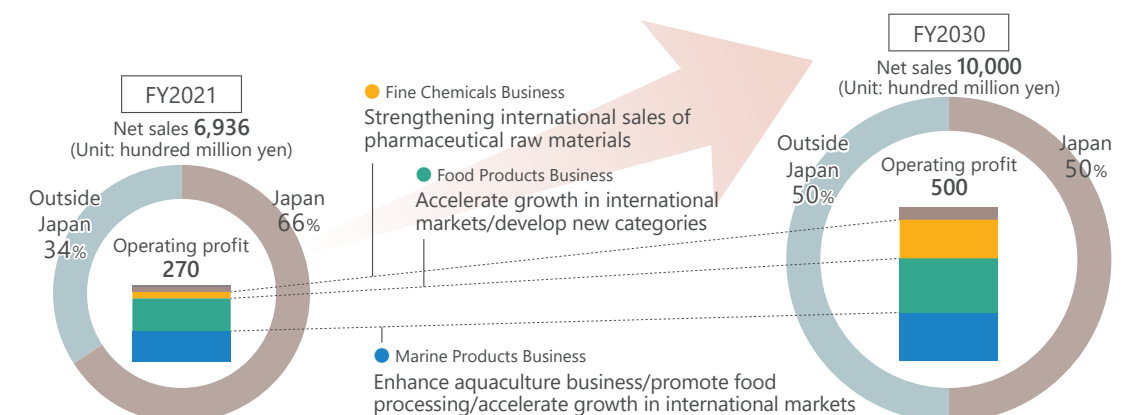 FY2021
Net sales 6,936
(Unit: hundred million yen)
Outside
Japan
34%
Japan
66%
Operating profit
270
Fine Chemicals Business
Strengthening international sales of
pharmaceutical raw materials
Food Products Business
Accelerate growth in international
markets/develop new categories
Marine Products Business
Enhance aquaculture business/promote food
processing/accelerate growth in international markets
FY2030
Net sales 10,000
(Unit: hundred million yen)
Outside
Japan
50%
Japan
50%
Operating profit
500